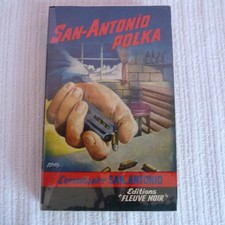 SAN-ANTONIO
POLKA
Commissaire SAN-ANTONIO
Editions
"FLEUVE NOIR"